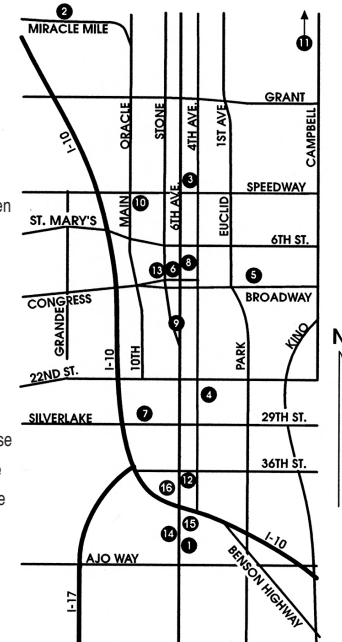 2
MIRACLE MILE
11
I-10
ORACLE
STONE
6TH AVE.
4TH AVE.
1ST AVE.
GRANT
CAMPBELL
3
SPEEDWAY
en
10
MAIN
EUCLID
ST. MARY'S
6TH ST.
13 6 8
5
CONGRESS
BROADWAY
GRANDE
9
KINO
N
I-10
10TH
PARK
22ND ST.
4
7
SILVERLAKE
29TH ST.
se
36TH ST.
e
16 12
e
15
14
1
I-10
AJO WAY
BENSON HIGHWAY
I-17